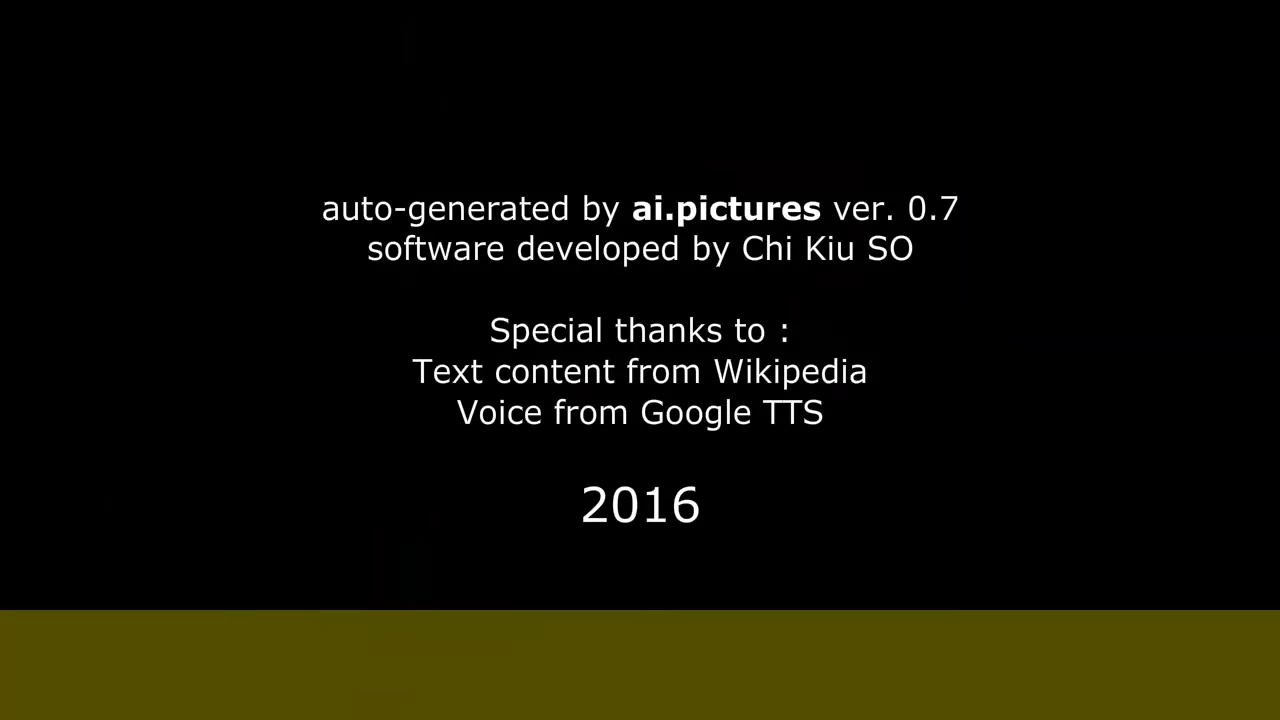 auto-generated by ai.pictures ver. 0.7
software developed by Chi Kiu SO
Special thanks to :
Text content from Wikipedia
Voice from Google TTS
2016